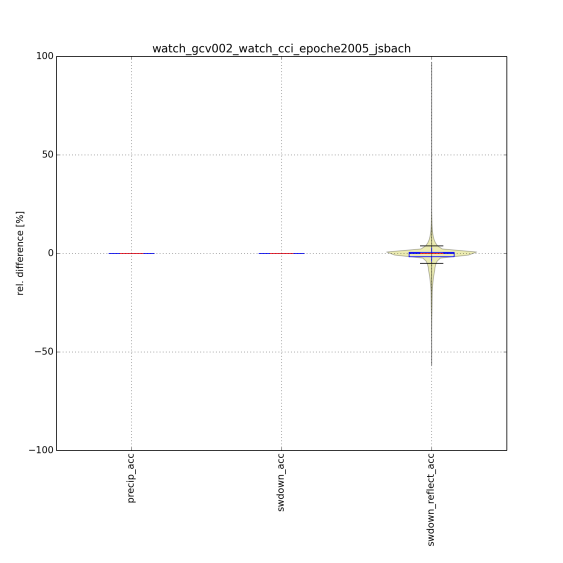 watch_gcv002_watch_cci_epoche2005_jsbach
100
50
0
−50
−100
rel. difference [%]
precip_acc
swdown_acc
swdown_reflect_acc